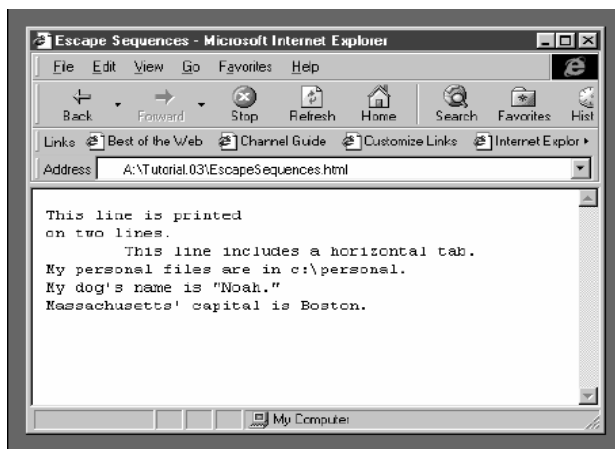 Escape Sequences - Microsoft Internet Explorer
File Edit View Go Favorites Help
Back Forward Stop Refresh Home Search Favorites Hist
Links Best of the Web Channel Guide Customize Links Internet Explor
Address A:\Tutorial.03\EscapeSequences.html
This line is printed
on two lines.
This line includes a horizontal tab.
My personal files are in c:\personal.
My dog's name is "Noah."
Massachusetts' capital is Boston.
My Computer